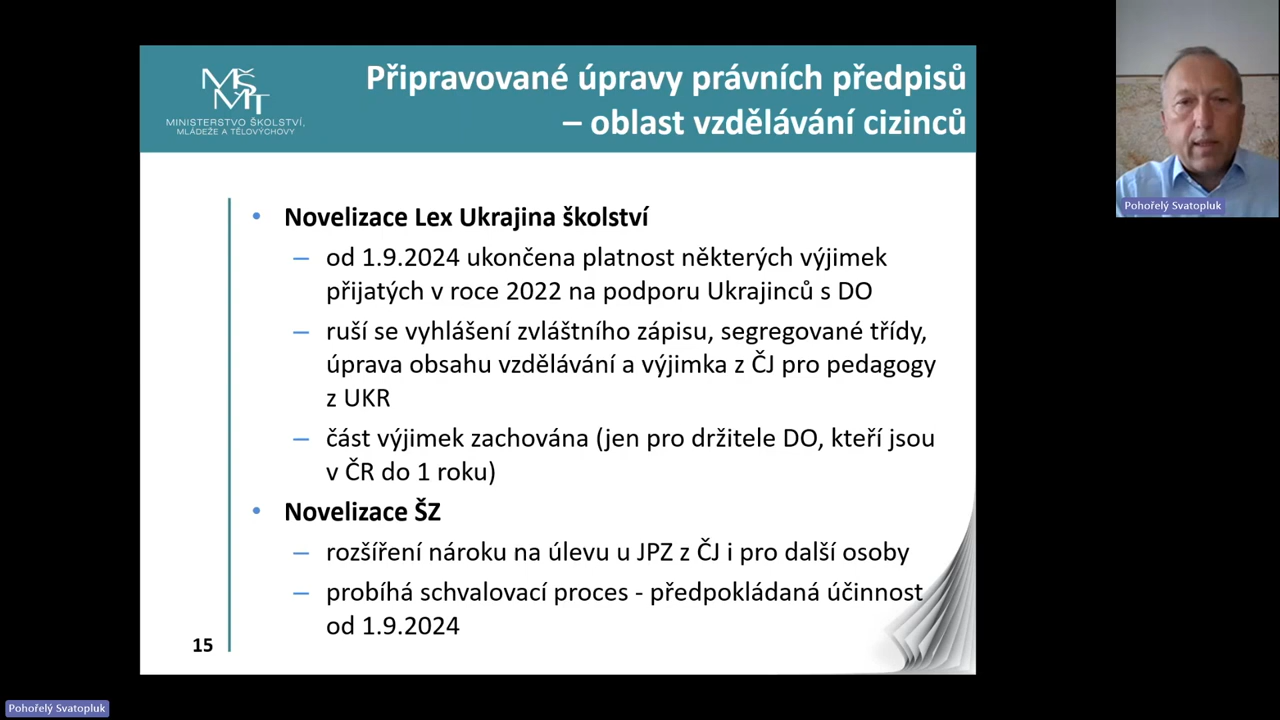 MŠMT
MINISTERSTVO ŠKOLSTVÍ,
MLÁDEŽE A TĚLOVÝCHOVY
Připravované úpravy právních předpisů
– oblast vzdělávání cizinců
• Novelizace Lex Ukrajina školství
– od 1.9.2024 ukončena platnost některých výjimek
přijatých v roce 2022 na podporu Ukrajinců s DO
– ruší se vyhlášení zvláštního zápisu, segregované třídy,
úprava obsahu vzdělávání a výjimka z ČJ pro pedagogy
z UKR
– část výjimek zachována (jen pro držitele DO, kteří jsou
v ČR do 1 roku)
• Novelizace ŠZ
– rozšíření nároku na úlevu u JPZ z ČJ i pro další osoby
– probíhá schvalovací proces - předpokládaná účinnost
od 1.9.2024
15
Pohořelý Svatopluk
Pohořelý Svatopluk